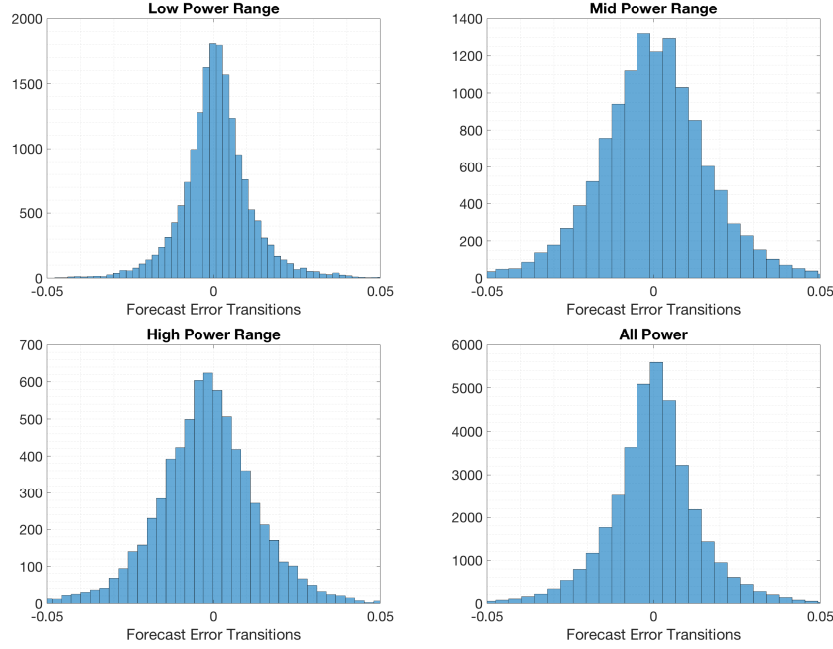 Low Power Range
2000
1500
1000
500
0
-0.05 0 0.05
Forecast Error Transitions
Mid Power Range
1400
1200
1000
800
600
400
200
0
-0.05 0 0.05
Forecast Error Transitions
High Power Range
700
600
500
400
300
200
100
0
-0.05 0 0.05
Forecast Error Transitions
All Power
6000
5000
4000
3000
2000
1000
0
-0.05 0 0.05
Forecast Error Transitions